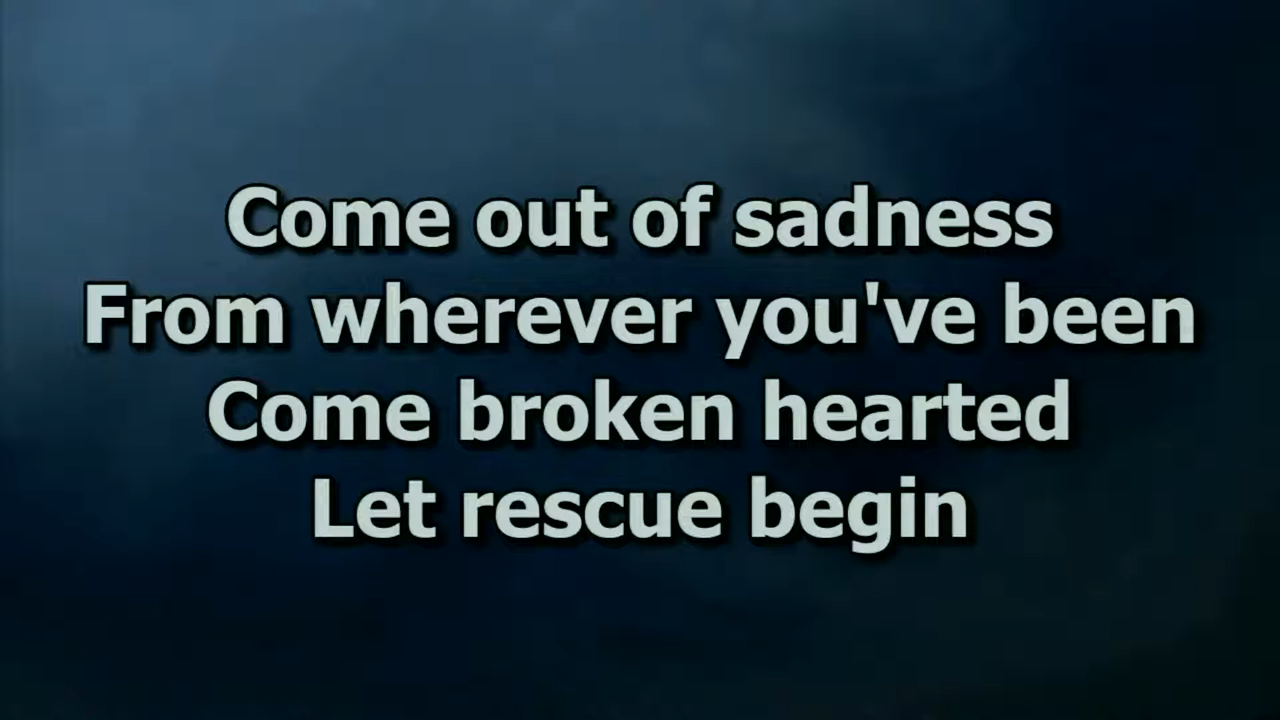 Come out of sadness
From wherever you've been
Come broken hearted
Let rescue begin